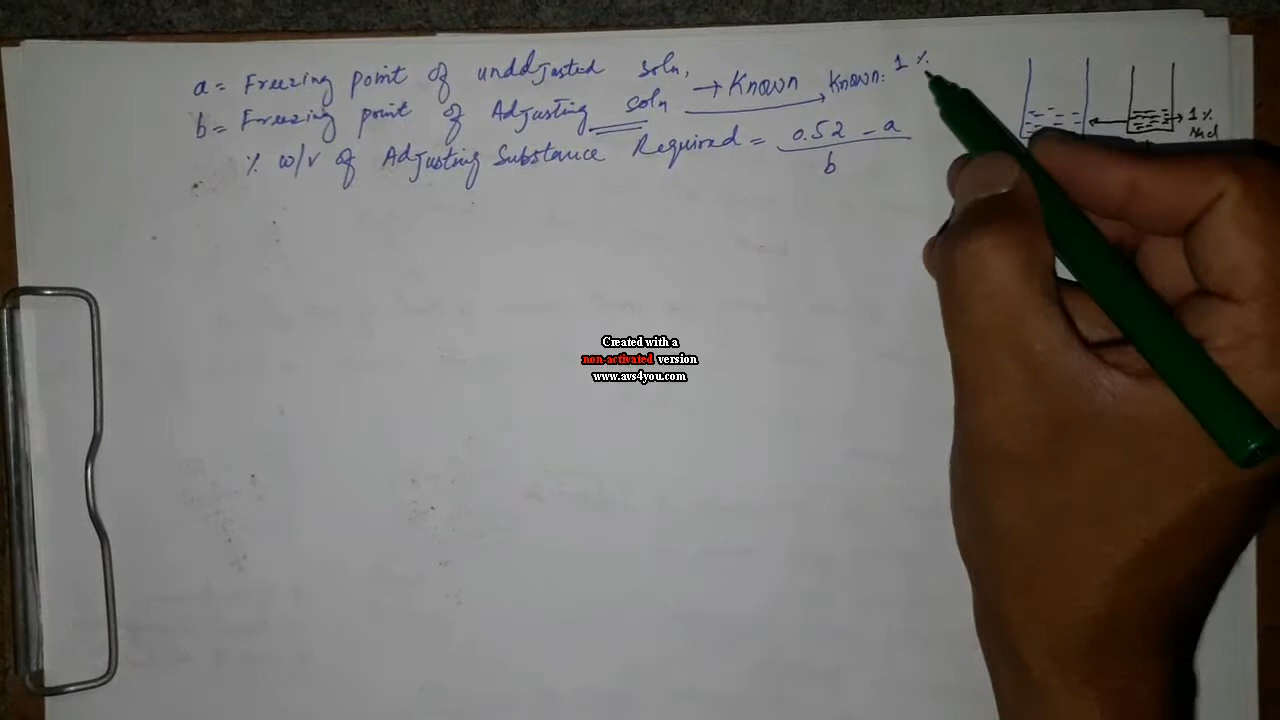 a = Freezing point of unddjusted soln, → Known
b = Freezing point of Adjusting soln → Known: 1 %
% w/v of Adjusting Substance Required = 0.52 - a / b
1 %
Nacl
Created with a
non-activated version
www.avs4you.com